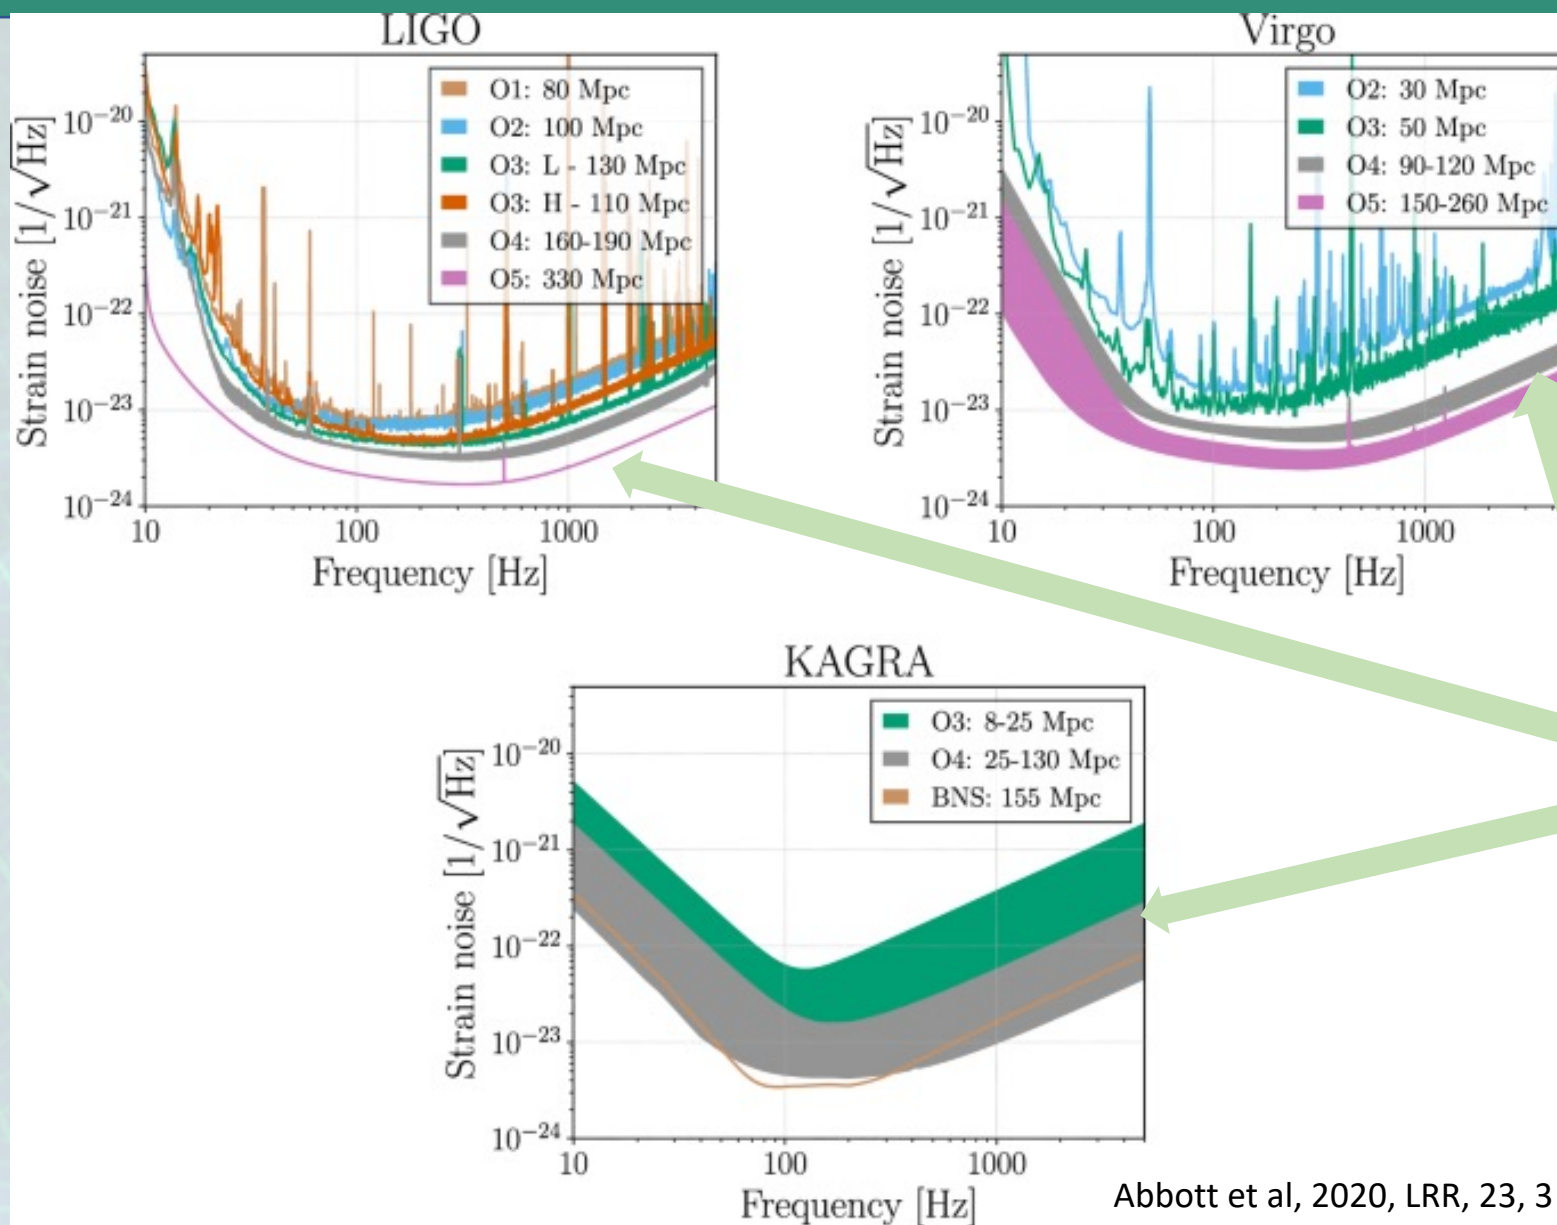 LIGO
Strain noise [1/√Hz]
10⁻²⁰
10⁻²¹
10⁻²²
10⁻²³
10⁻²⁴
O1: 80 Mpc
O2: 100 Mpc
O3: L - 130 Mpc
O3: H - 110 Mpc
O4: 160-190 Mpc
O5: 330 Mpc
10 100 1000
Frequency [Hz]
Virgo
Strain noise [1/√Hz]
10⁻²⁰
10⁻²¹
10⁻²²
10⁻²³
10⁻²⁴
O2: 30 Mpc
O3: 50 Mpc
O4: 90-120 Mpc
O5: 150-260 Mpc
10 100 1000
Frequency [Hz]
KAGRA
Strain noise [1/√Hz]
10⁻²⁰
10⁻²¹
10⁻²²
10⁻²³
10⁻²⁴
O3: 8-25 Mpc
O4: 25-130 Mpc
BNS: 155 Mpc
10 100 1000
Frequency [Hz]
Abbott et al, 2020, LRR, 23, 3